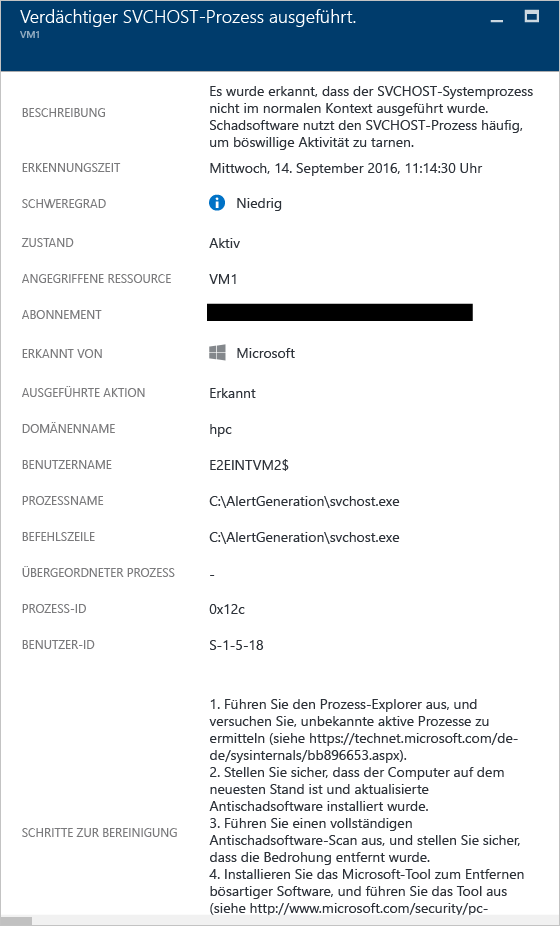 Verdächtiger SVCHOST-Prozess ausgeführt.
VM1
BESCHREIBUNG
Es wurde erkannt, dass der SVCHOST-Systemprozess
nicht im normalen Kontext ausgeführt wurde.
Schadsoftware nutzt den SVCHOST-Prozess häufig,
um böswillige Aktivität zu tarnen.
ERKENNUNGSZEIT
Mittwoch, 14. September 2016, 11:14:30 Uhr
SCHWEREGRAD
Niedrig
ZUSTAND
Aktiv
ANGEGRIFFENE RESSOURCE
VM1
ABONNEMENT
ERKANNT VON
Microsoft
AUSGEFÜHRTE AKTION
Erkannt
DOMÄNENNAME
hpc
BENUTZERNAME
E2EINTVM2$
PROZESSNAME
C:\AlertGeneration\svchost.exe
BEFEHLSZEILE
C:\AlertGeneration\svchost.exe
ÜBERGEORDNETER PROZESS
-
PROZESS-ID
0x12c
BENUTZER-ID
S-1-5-18
SCHRITTE ZUR BEREINIGUNG
1. Führen Sie den Prozess-Explorer aus, und
versuchen Sie, unbekannte aktive Prozesse zu
ermitteln (siehe https://technet.microsoft.com/de-
de/sysinternals/bb896653.aspx).
2. Stellen Sie sicher, dass der Computer auf dem
neuesten Stand ist und aktualisierte
Antischadsoftware installiert wurde.
3. Führen Sie einen vollständigen
Antischadsoftware-Scan aus, und stellen Sie sicher,
dass die Bedrohung entfernt wurde.
4. Installieren Sie das Microsoft-Tool zum Entfernen
bösartiger Software, und führen Sie das Tool aus
(siehe http://www.microsoft.com/security/pc-